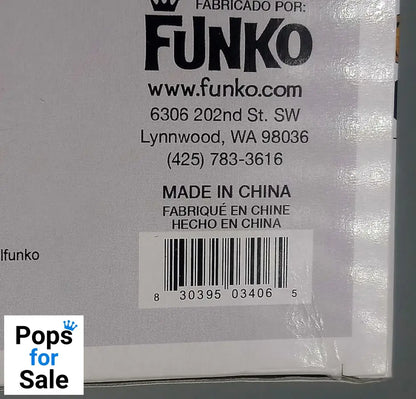 FABRICADO POR:
FUNKO
www.funko.com
6306 202nd St. SW
Lynnwood, WA 98036
(425) 783-3616
MADE IN CHINA
FABRIQUÉ EN CHINE
HECHO EN CHINA
lfunko
8 30395 03406 5
Pops
for
Sale